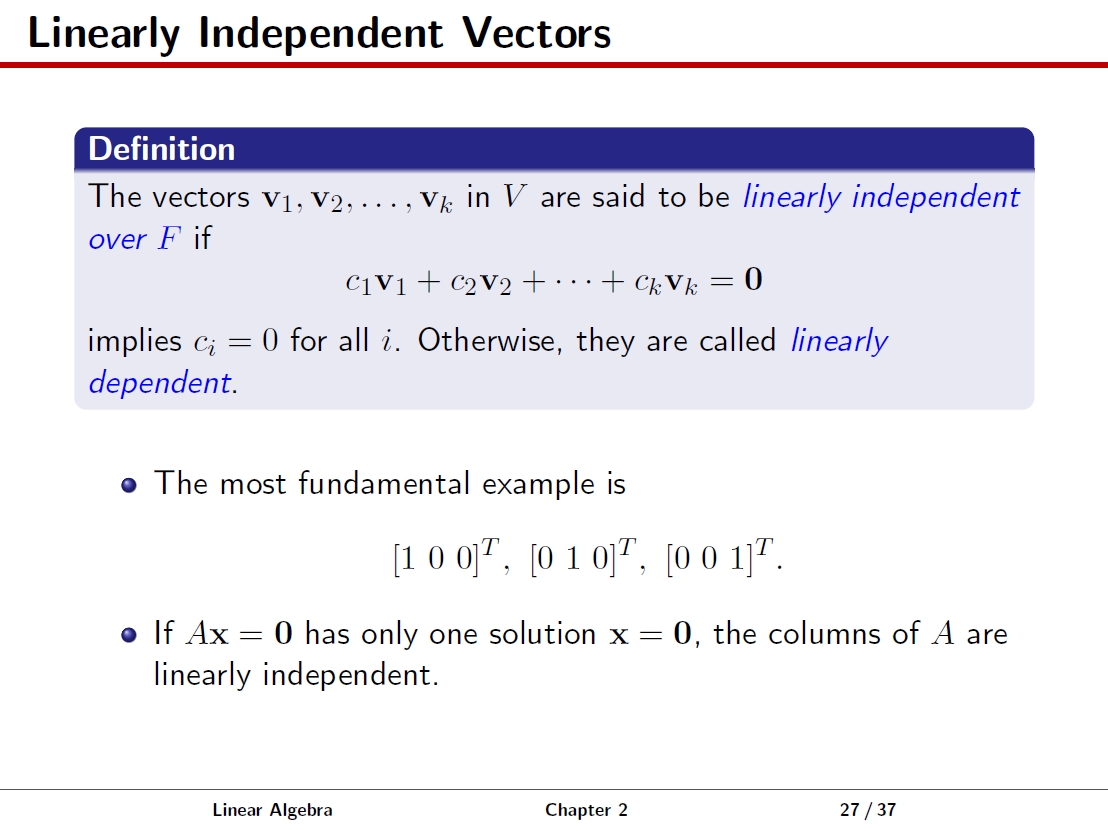 Linearly Independent Vectors
Definition
The vectors v₁, v₂, . . . , vₖ in V are said to be linearly independent
over F if
c₁v₁ + c₂v₂ + · · · + cₖvₖ = 0
implies cᵢ = 0 for all i. Otherwise, they are called linearly
dependent.
The most fundamental example is
[1 0 0]ᵀ, [0 1 0]ᵀ, [0 0 1]ᵀ.
If Ax = 0 has only one solution x = 0, the columns of A are
linearly independent.
Linear Algebra Chapter 2 27 / 37